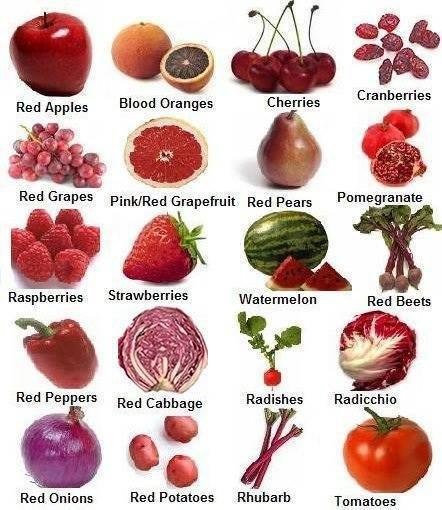 Red Apples
Blood Oranges
Cherries
Cranberries
Red Grapes
Pink/Red Grapefruit
Red Pears
Pomegranate
Raspberries
Strawberries
Watermelon
Red Beets
Red Peppers
Red Cabbage
Radishes
Radicchio
Red Onions
Red Potatoes
Rhubarb
Tomatoes